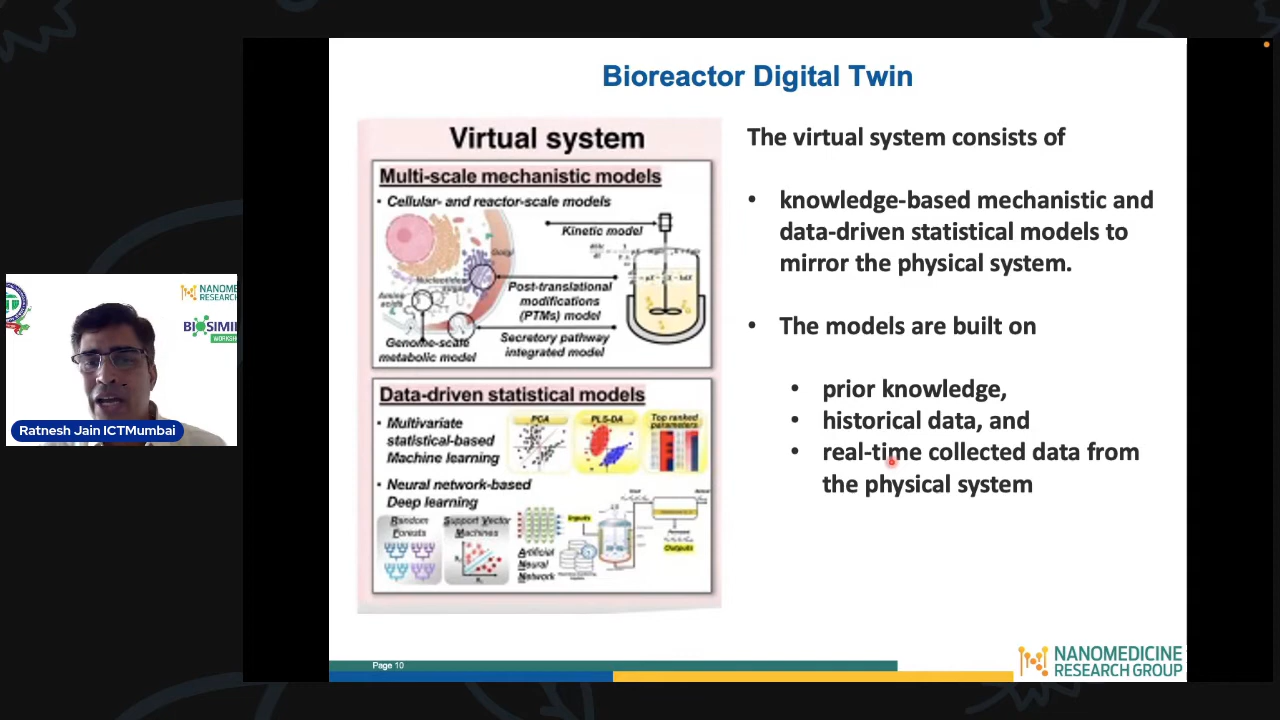 Bioreactor Digital Twin
Virtual system
Multi-scale mechanistic models
• Cellular- and reactor-scale models
Kinetic model
Golgi
Nucleotides
Amino
acids
Post-translational
modifications
(PTMs) model
Secretory pathway
integrated model
Genome-scale
metabolic model
Data-driven statistical models
• Multivariate
statistical-based
Machine learning
PCA
PLS-DA
Top ranked
parameters
• Neural network-based
Deep learning
Random
Forests
Support Vector
Machines
Artificial
Neural
Network
Inputs
Outputs
The virtual system consists of
• knowledge-based mechanistic and
data-driven statistical models to
mirror the physical system.
• The models are built on
• prior knowledge,
• historical data, and
• real-time collected data from
the physical system
Page 10
NANOMEDICINE
RESEARCH GROUP
NANOMEDI
RESEARCH
BIOSIMIL
WORKSH
Ratnesh Jain ICTMumbai